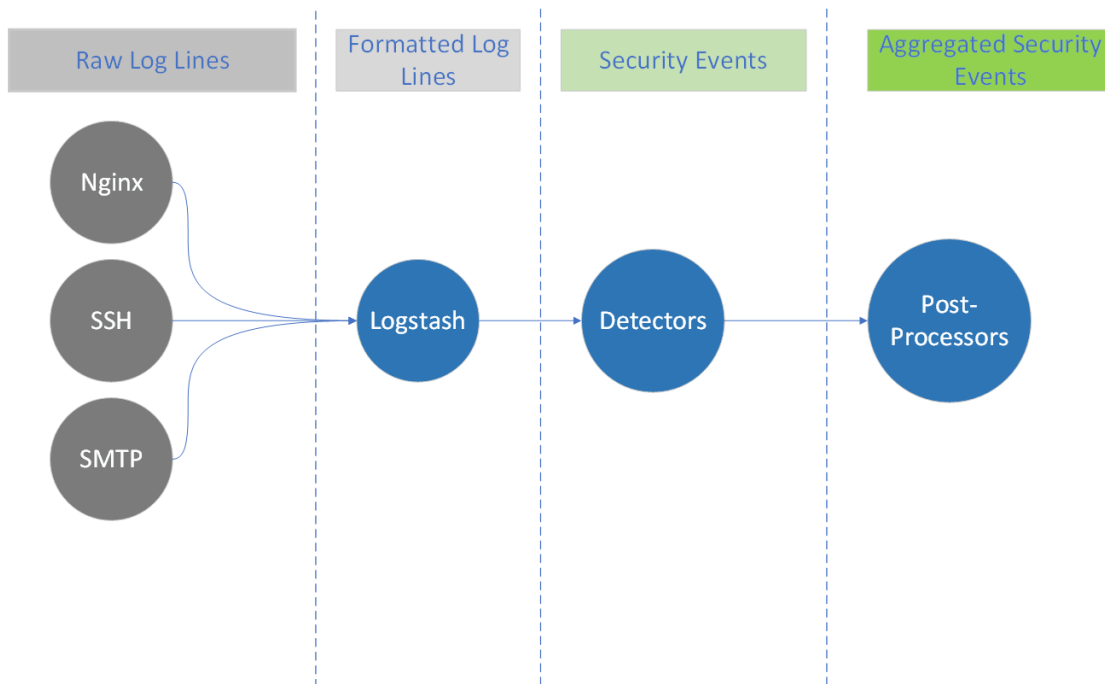 Raw Log Lines
Formatted Log
Lines
Security Events
Aggregated Security
Events
Nginx
SSH
SMTP
Logstash
Detectors
Post-
Processors